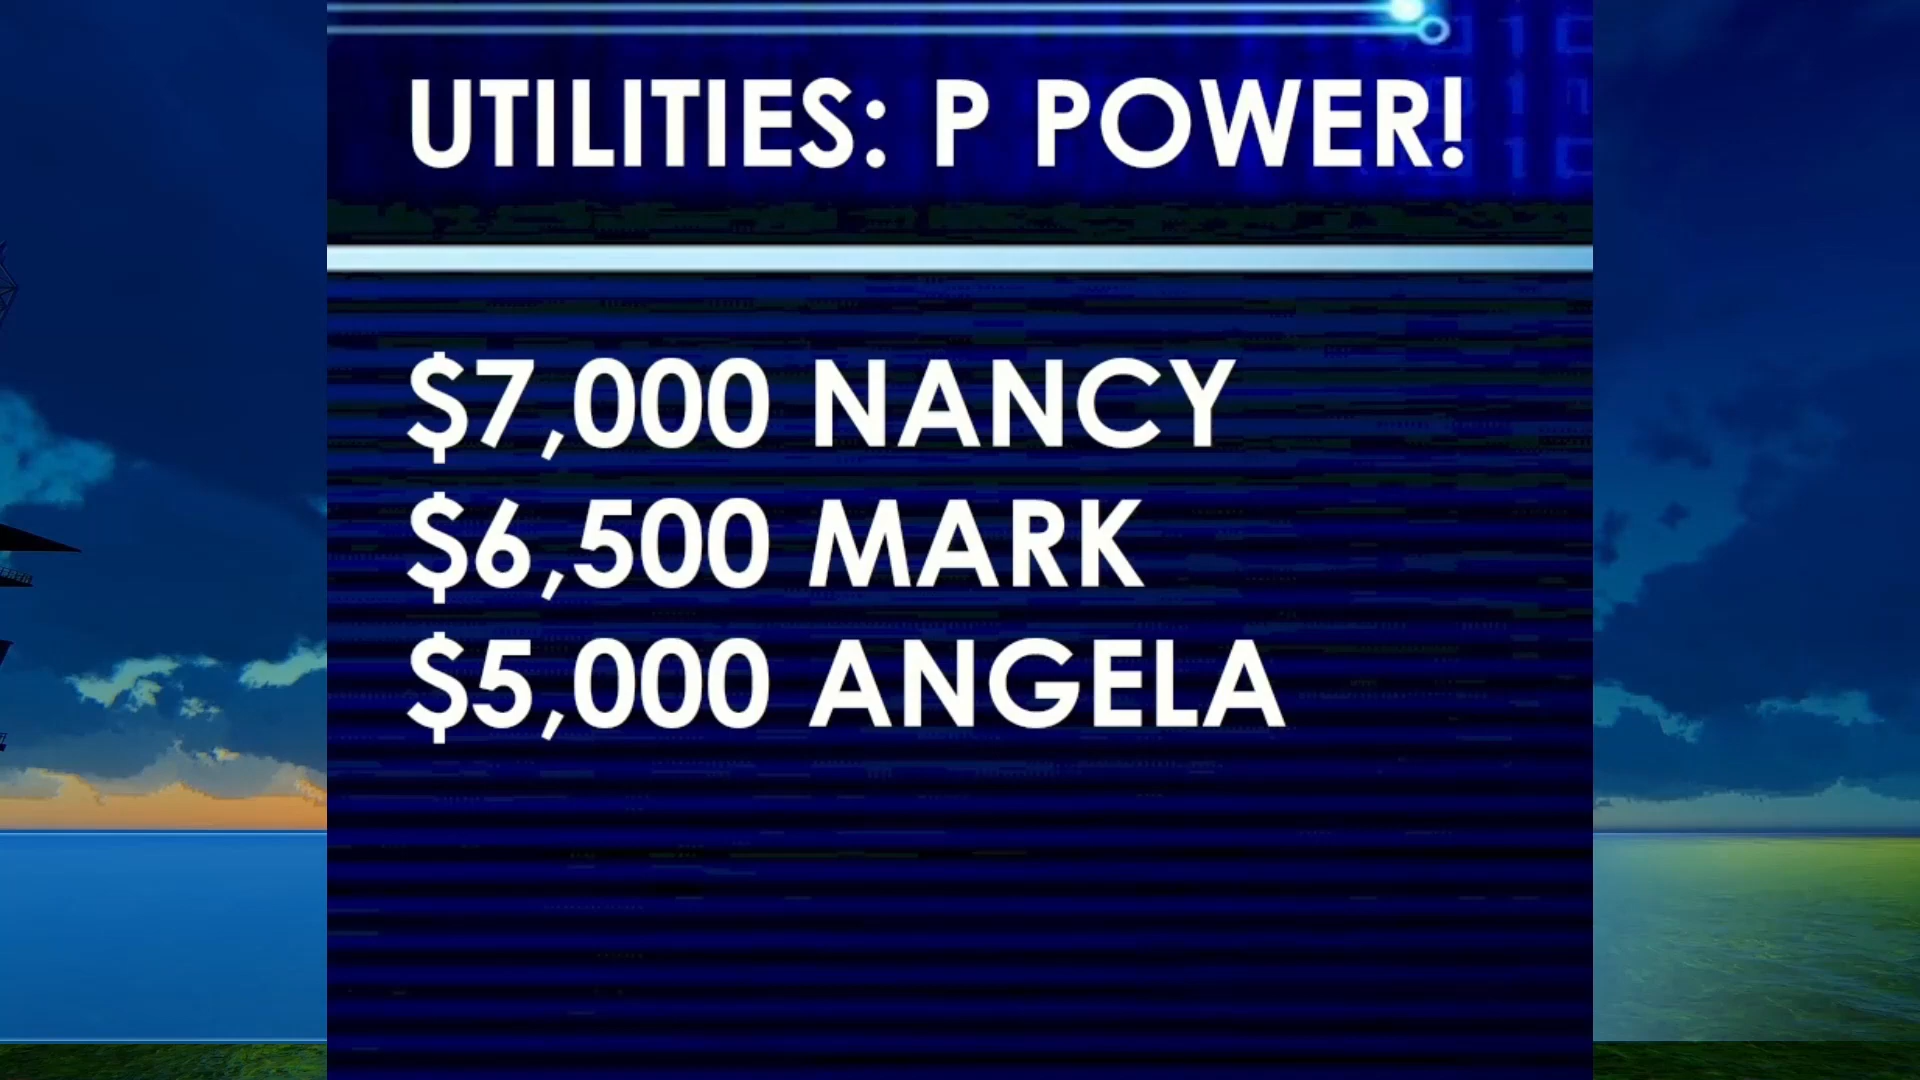 UTILITIES: P POWER!
$7,000 NANCY
$6,500 MARK
$5,000 ANGELA